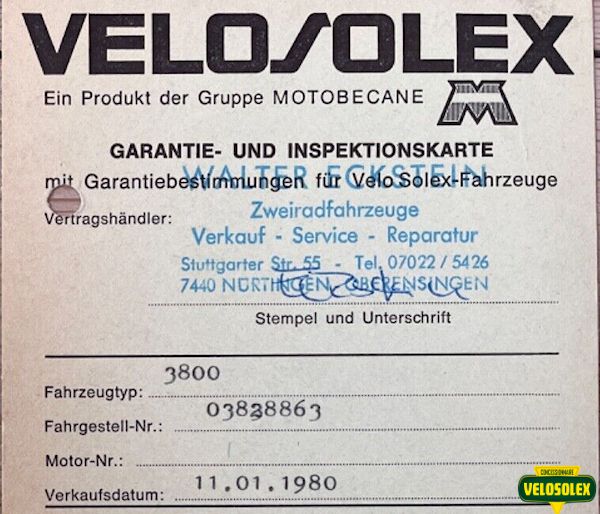 VELOSOLEX
Ein Produkt der Gruppe MOTOBECANE
M
GARANTIE- UND INSPEKTIONSKARTE
WALTER ECKSTEIN
mit Garantiebestimmungen für VeloSolex-Fahrzeuge
Zweiradfahrzeuge
Vertragshändler:
Verkauf - Service - Reparatur
Stuttgarter Str. 55 - Tel. 07022 / 5426
7440 NÜRTINGEN, OBERENSINGEN
Stempel und Unterschrift
Fahrzeugtyp: 3800
Fahrgestell-Nr.: 03828863
Motor-Nr.:
Verkaufsdatum: 11.01.1980
CONCESSIONNAIRE
VELOSOLEX